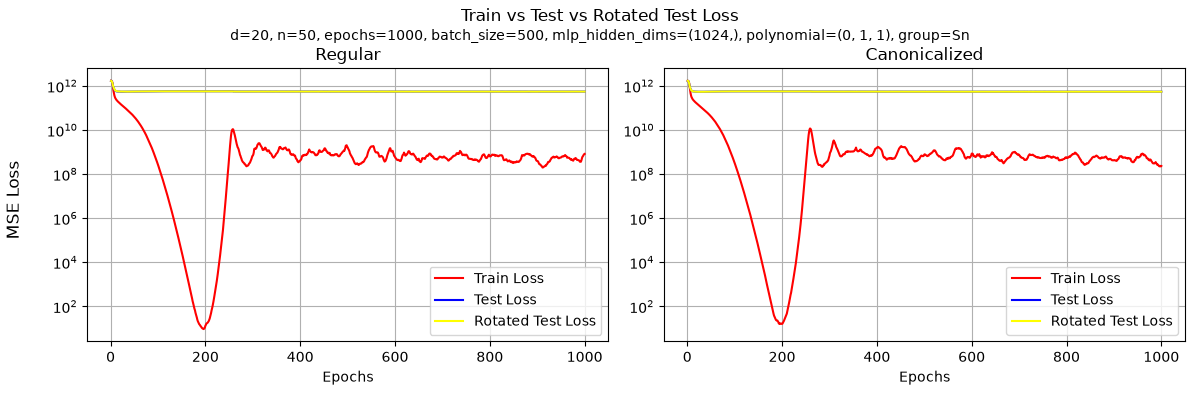 Train vs Test vs Rotated Test Loss
d=20, n=50, epochs=1000, batch_size=500, mlp_hidden_dims=(1024,), polynomial=(0, 1, 1), group=Sn
Regular
MSE Loss
10^12
10^10
10^8
10^6
10^4
10^2
0
200
400
600
800
1000
Epochs
Train Loss
Test Loss
Rotated Test Loss
Canonicalized
10^12
10^10
10^8
10^6
10^4
10^2
0
200
400
600
800
1000
Epochs
Train Loss
Test Loss
Rotated Test Loss